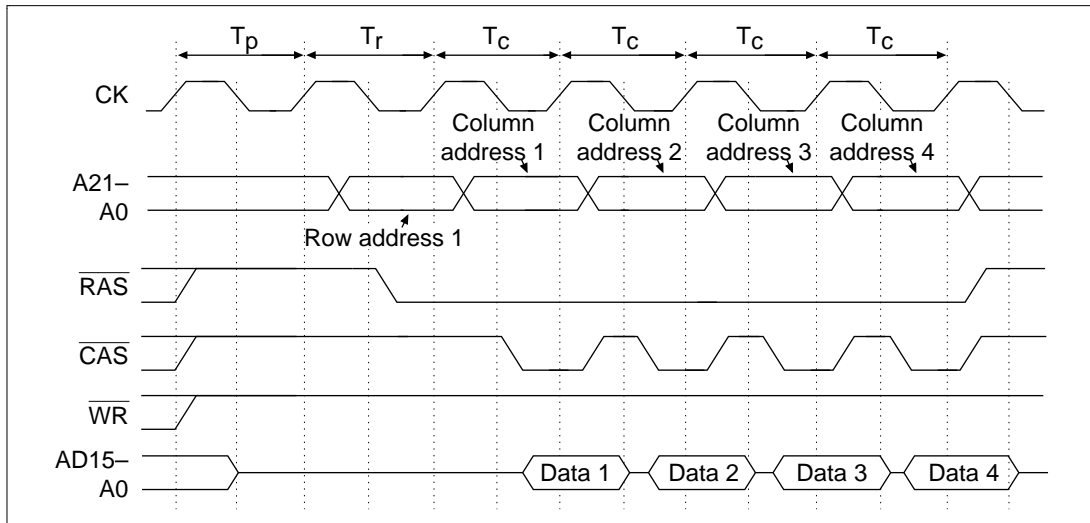 Tp Tr Tc Tc Tc Tc
CK
Column address 1
Column address 2
Column address 3
Column address 4
A21–
A0
Row address 1
RAS
CAS
WR
AD15–
A0
Data 1 Data 2 Data 3 Data 4